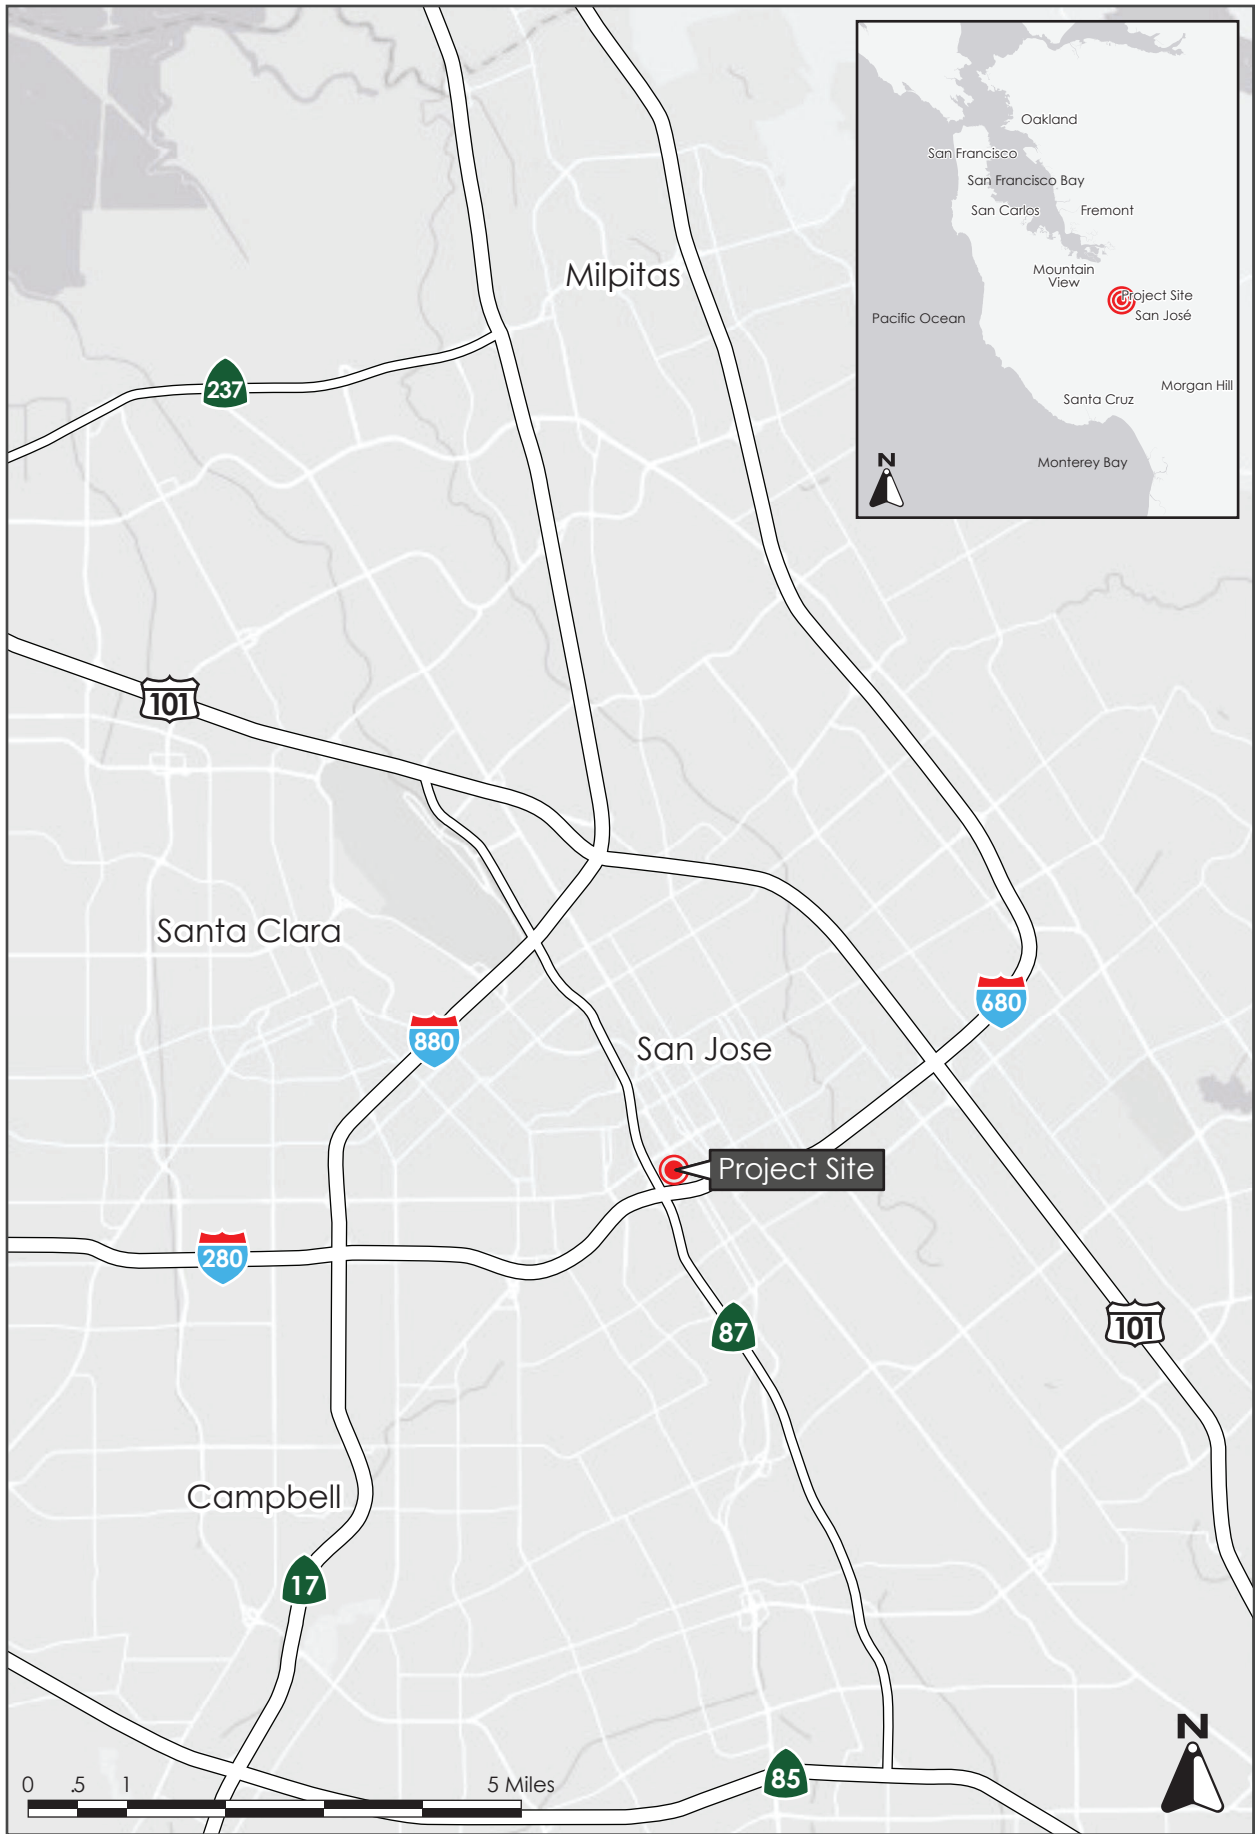 Oakland
San Francisco
San Francisco Bay
San Carlos
Fremont
Mountain
View
Project Site
San José
Pacific Ocean
Morgan Hill
Santa Cruz
Monterey Bay
N
Milpitas
237
101
Santa Clara
680
880
San Jose
Project Site
280
87
101
Campbell
17
N
85
0 .5 1 5 Miles